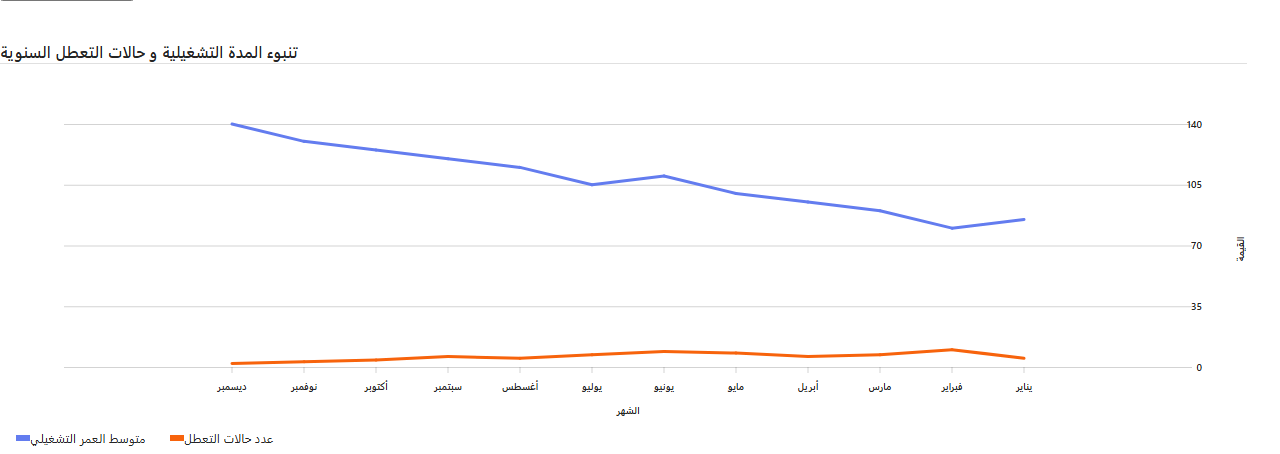 تنبوء المدة التشغيلية و حالات التعطل السنوية
140
105
70
35
0
القيمة
يناير
فبراير
مارس
أبريل
مايو
يونيو
يوليو
أغسطس
سبتمبر
أكتوبر
نوفمبر
ديسمبر
الشهر
متوسط العمر التشغيلي
عدد حالات التعطل